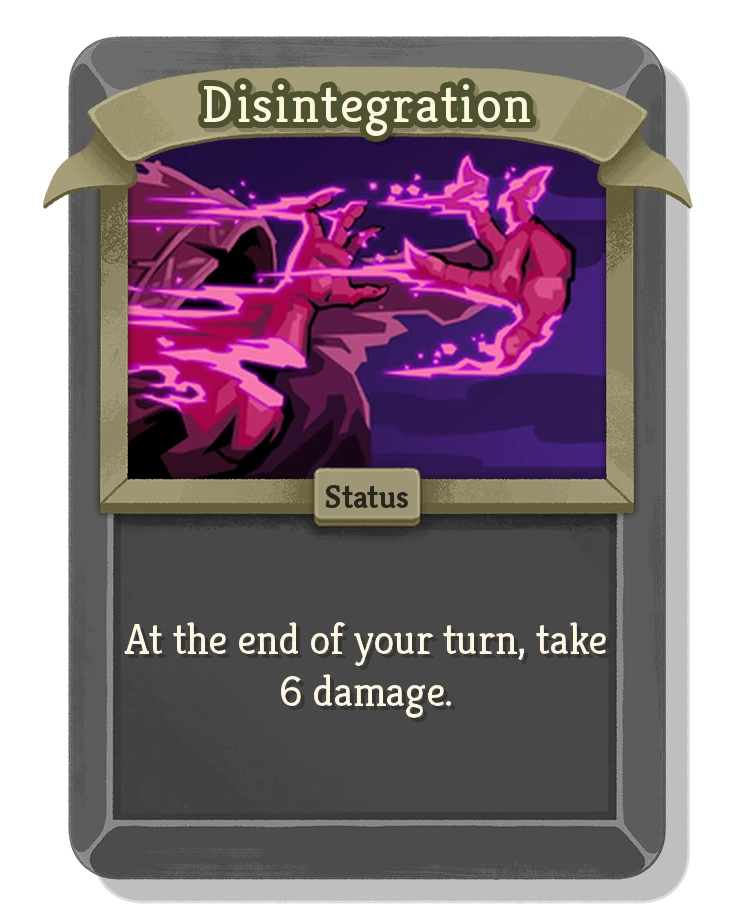 Disintegration
Status
At the end of your turn, take
6 damage.